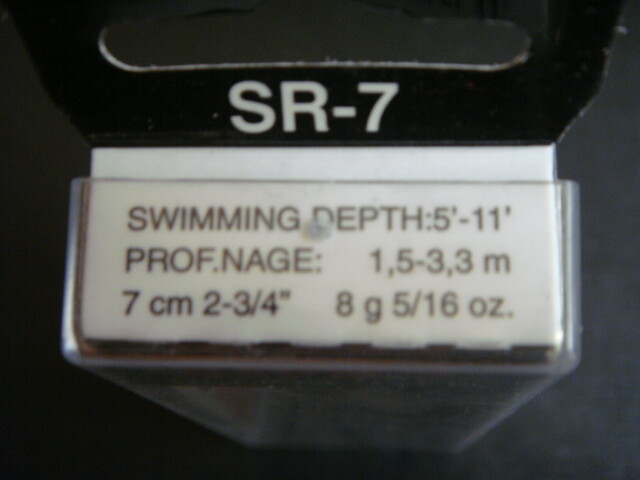 SR-7
SWIMMING DEPTH:5'-11'
PROF.NAGE: 1,5-3,3 m
7 cm 2-3/4" 8 g 5/16 oz.